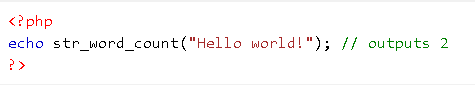 <?php
echo str_word_count("Hello world!"); // outputs 2
?>